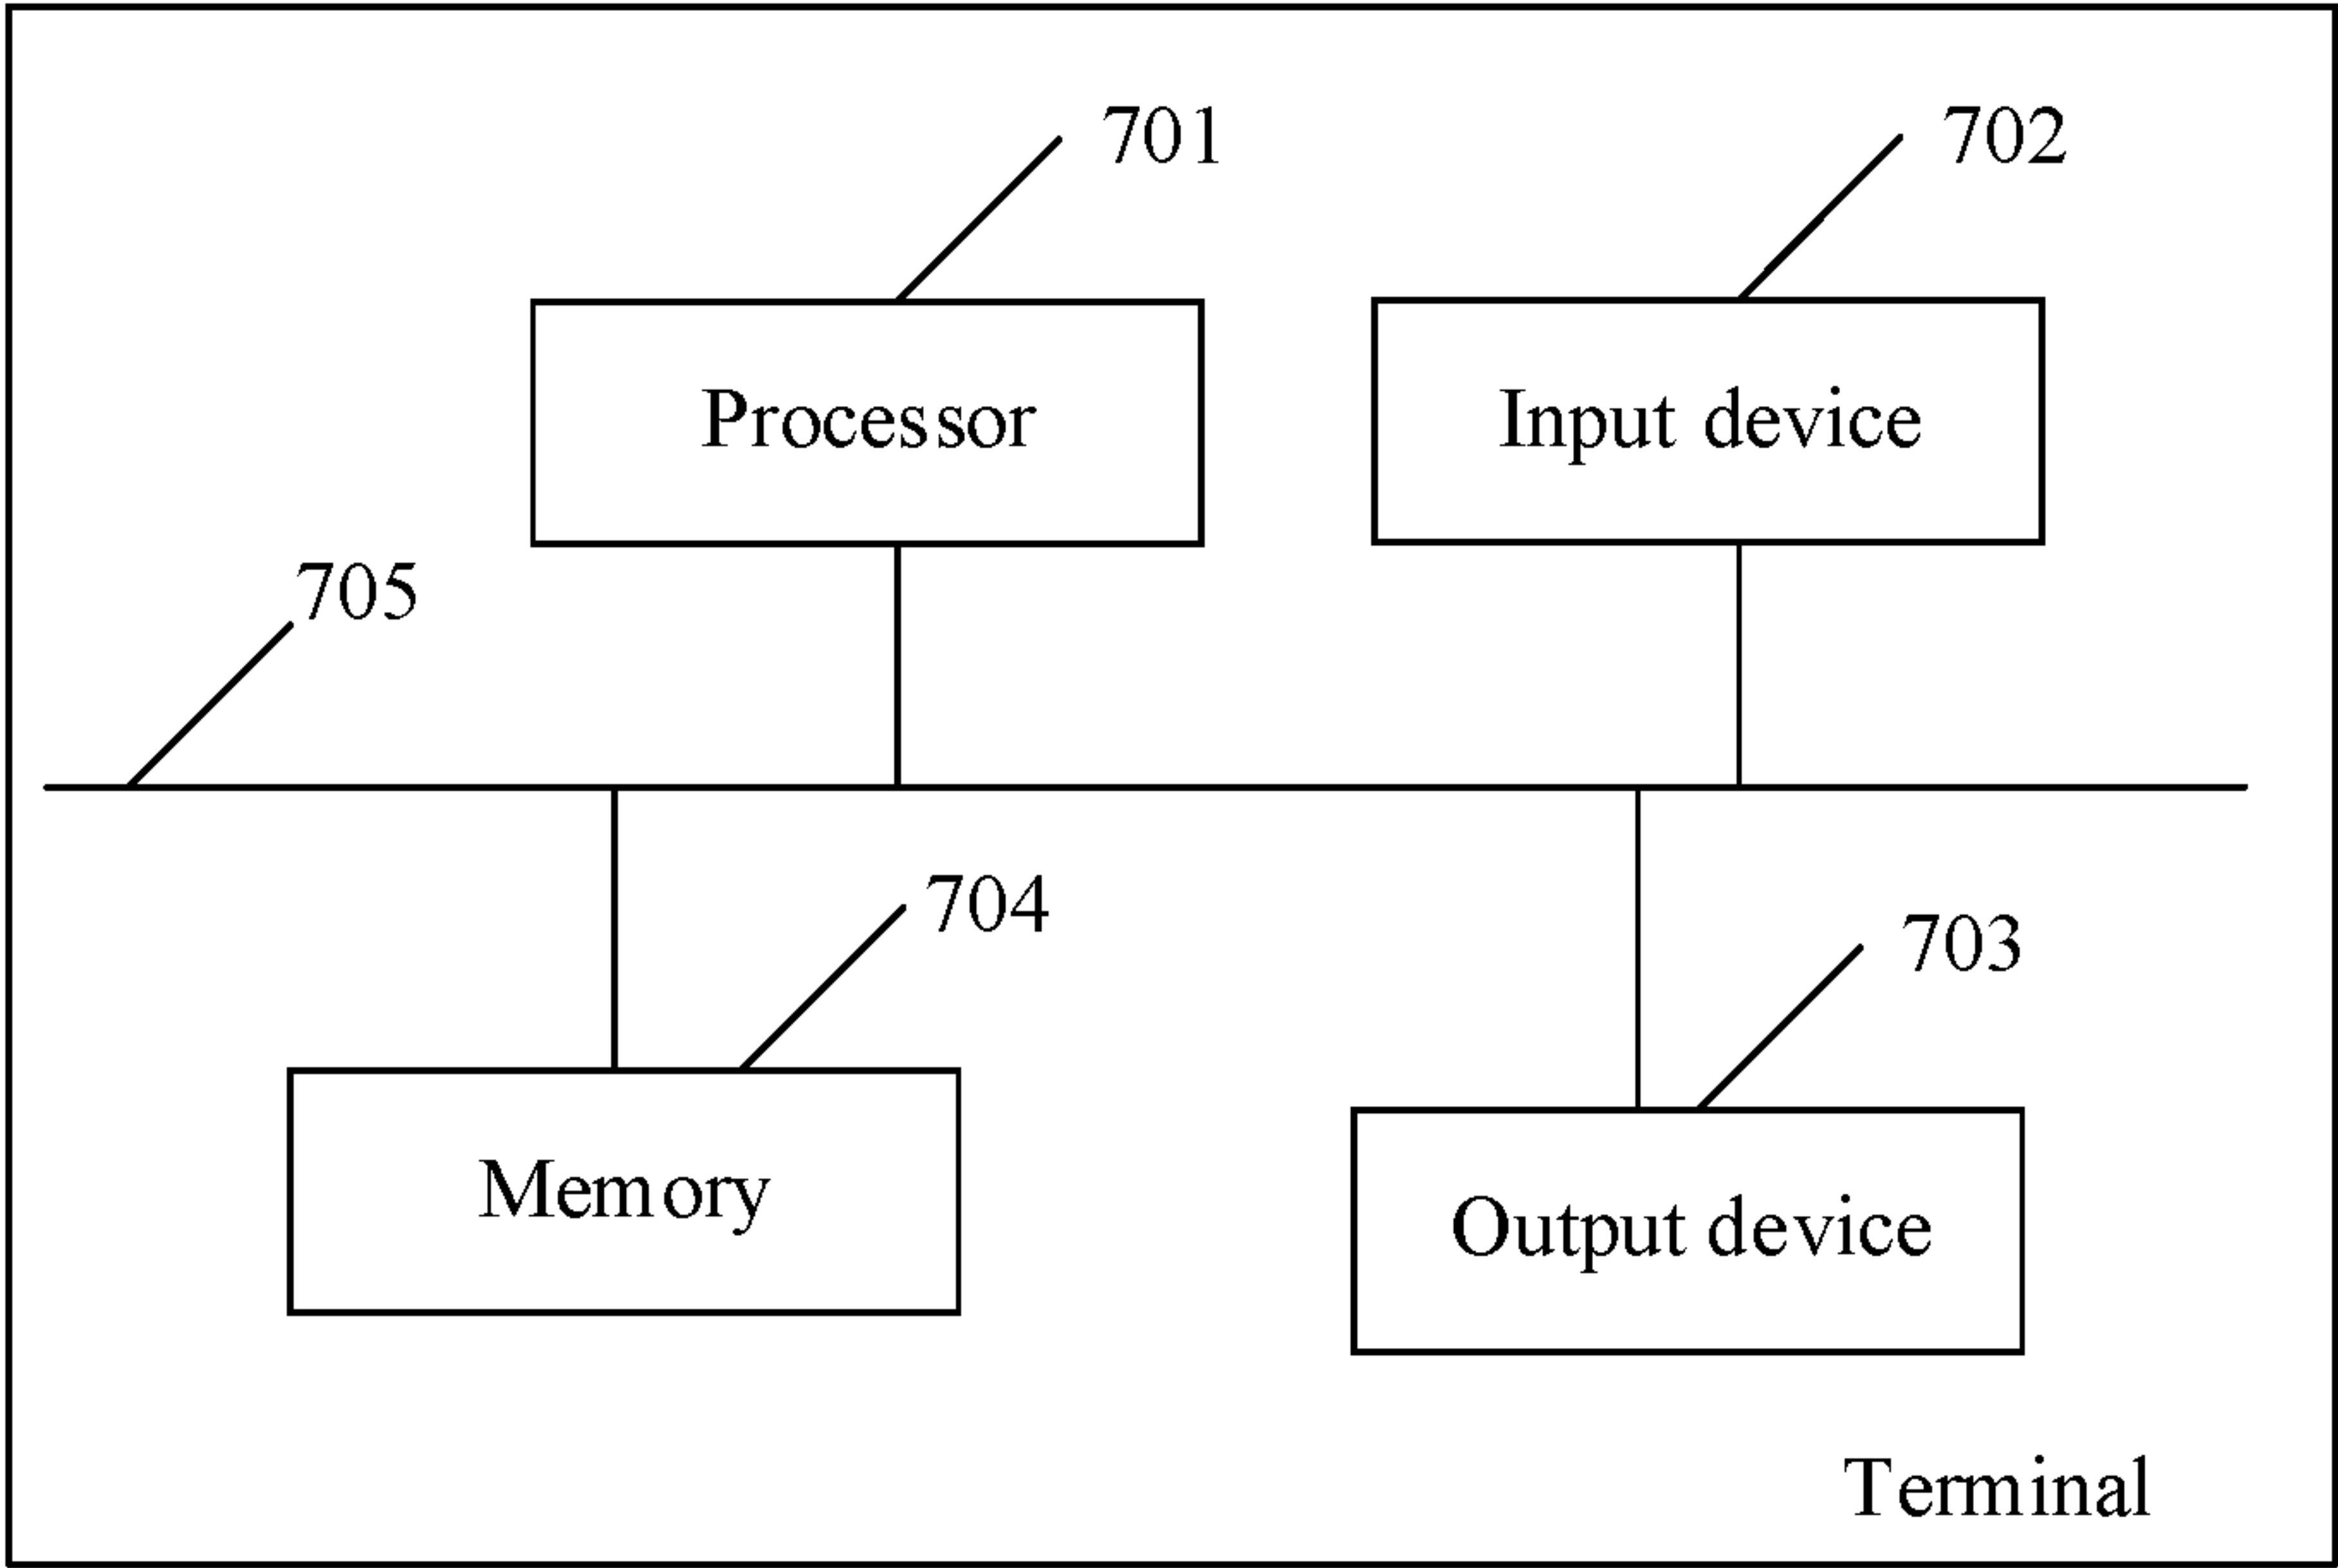 701
702
Processor
Input device
705
704
703
Memory
Output device
Terminal